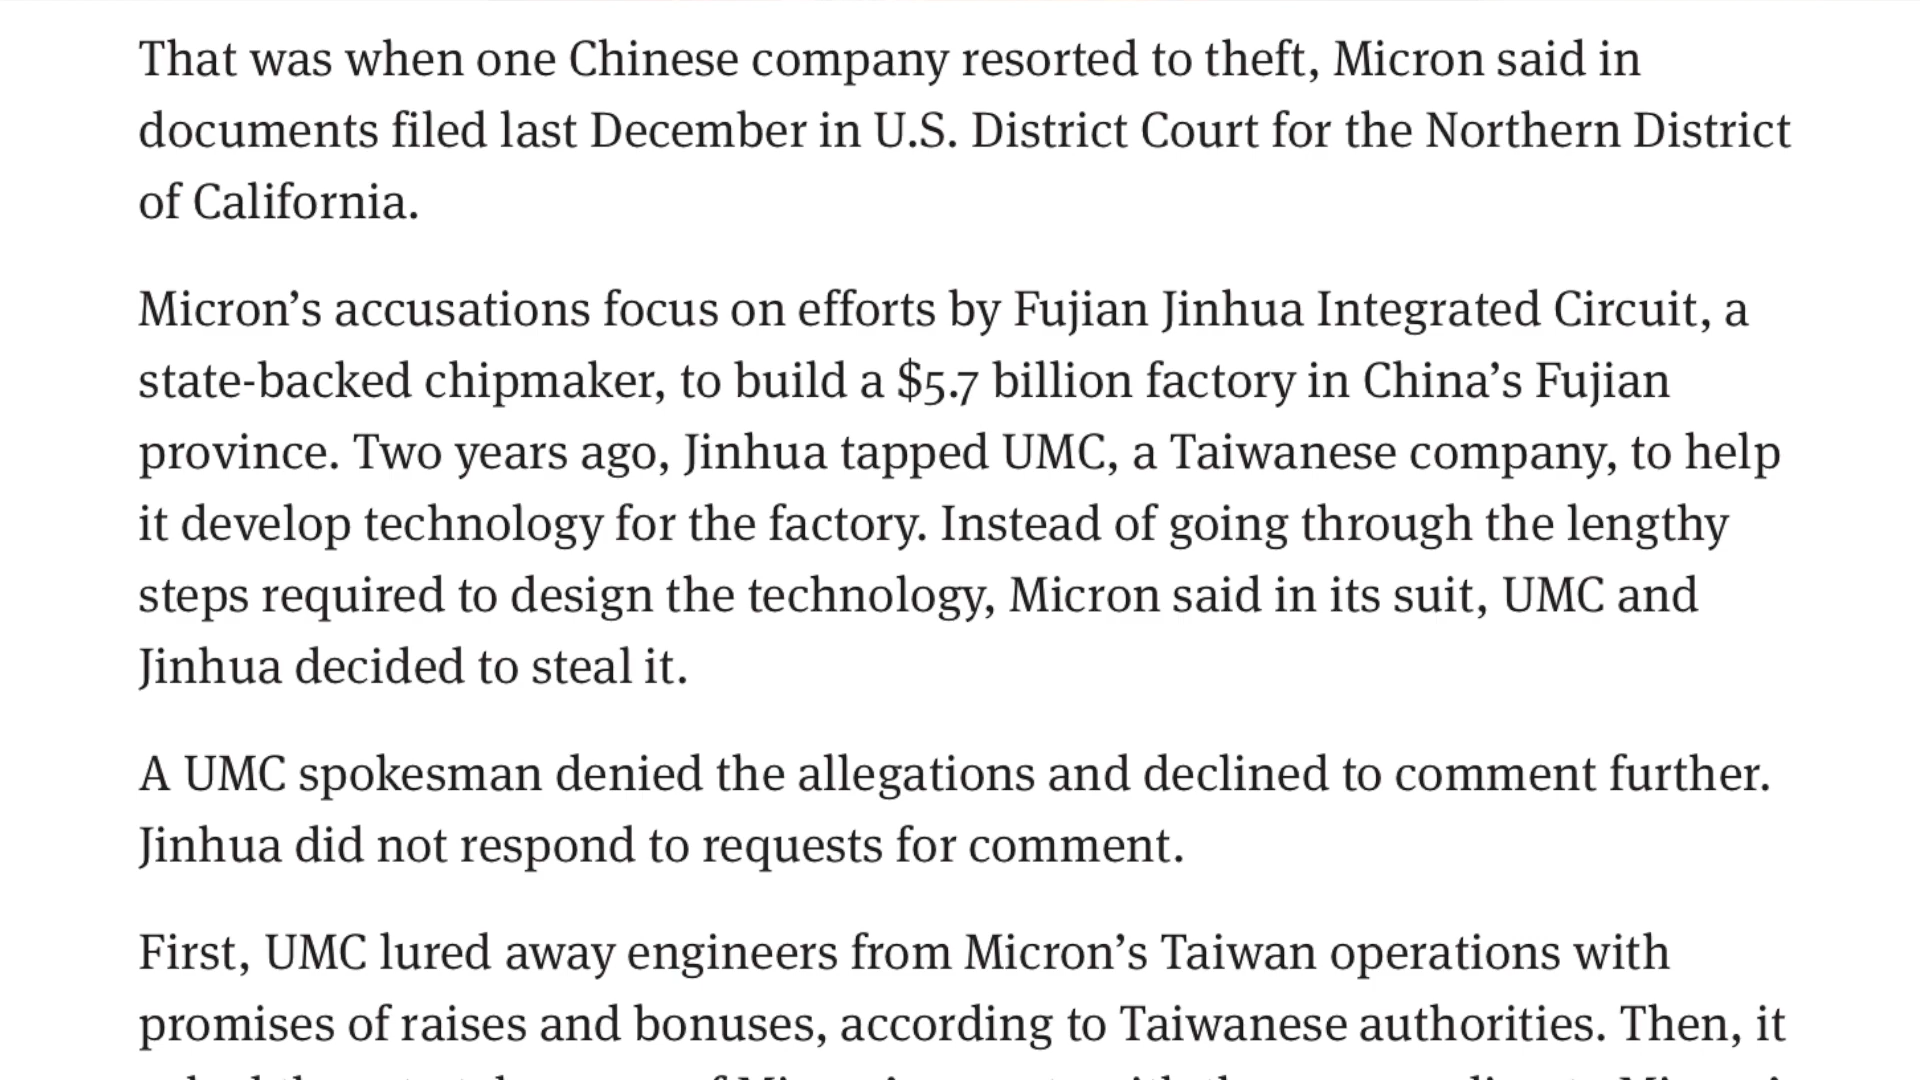 That was when one Chinese company resorted to theft, Micron said in
documents filed last December in U.S. District Court for the Northern District
of California.
Micron’s accusations focus on efforts by Fujian Jinhua Integrated Circuit, a
state-backed chipmaker, to build a $5.7 billion factory in China’s Fujian
province. Two years ago, Jinhua tapped UMC, a Taiwanese company, to help
it develop technology for the factory. Instead of going through the lengthy
steps required to design the technology, Micron said in its suit, UMC and
Jinhua decided to steal it.
A UMC spokesman denied the allegations and declined to comment further.
Jinhua did not respond to requests for comment.
First, UMC lured away engineers from Micron’s Taiwan operations with
promises of raises and bonuses, according to Taiwanese authorities. Then, it